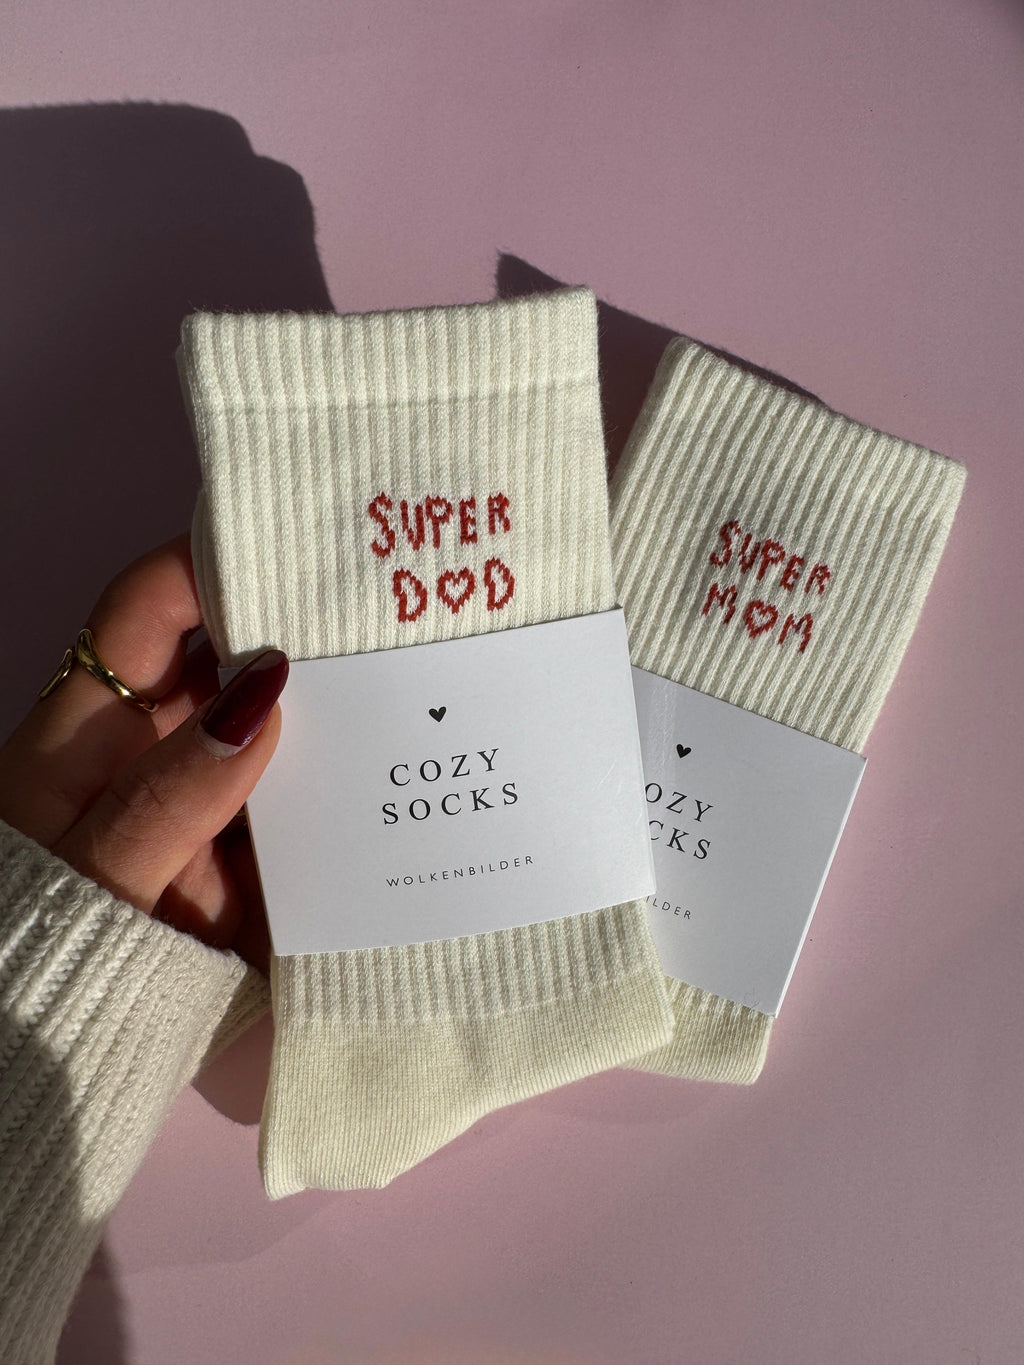 SUPER
D♡D
♥
COZY
SOCKS
WOLKENBILDER
SUPER
M♡M
♥
OZY
CKS
ILDER